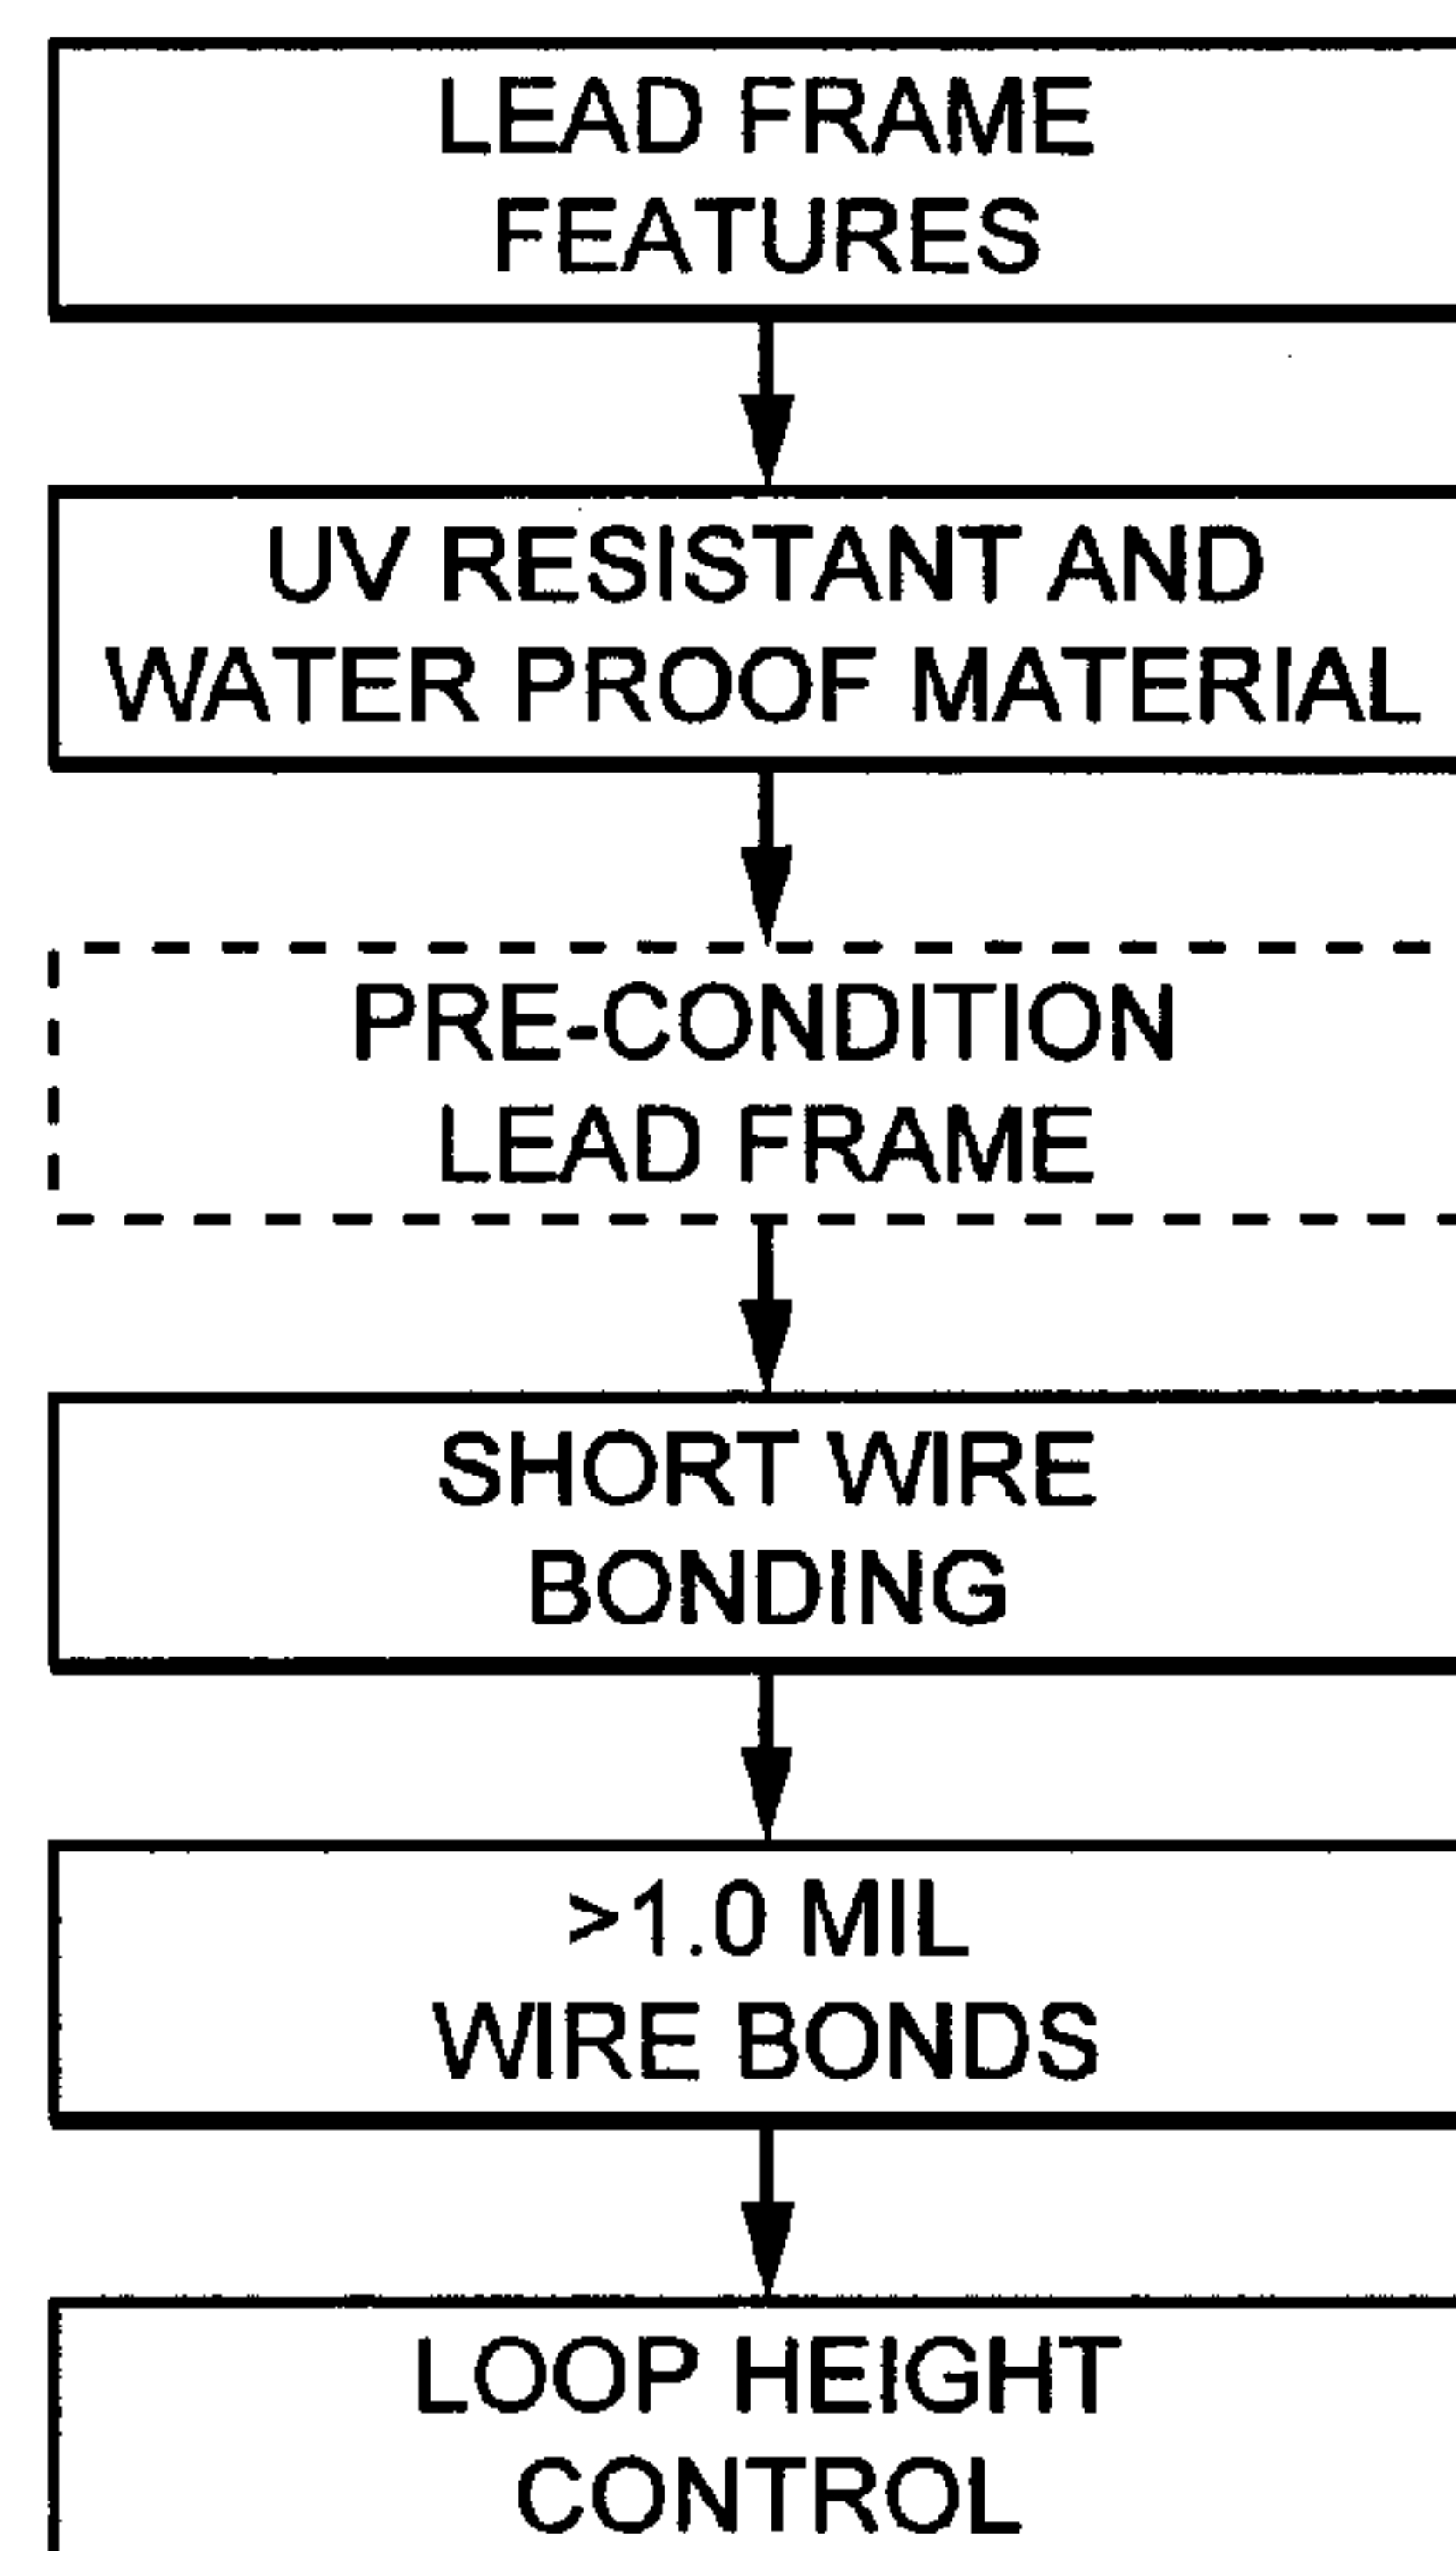 LEAD FRAME
FEATURES
UV RESISTANT AND
WATER PROOF MATERIAL
PRE-CONDITION
LEAD FRAME
SHORT WIRE
BONDING
>1.0 MIL
WIRE BONDS
LOOP HEIGHT
CONTROL